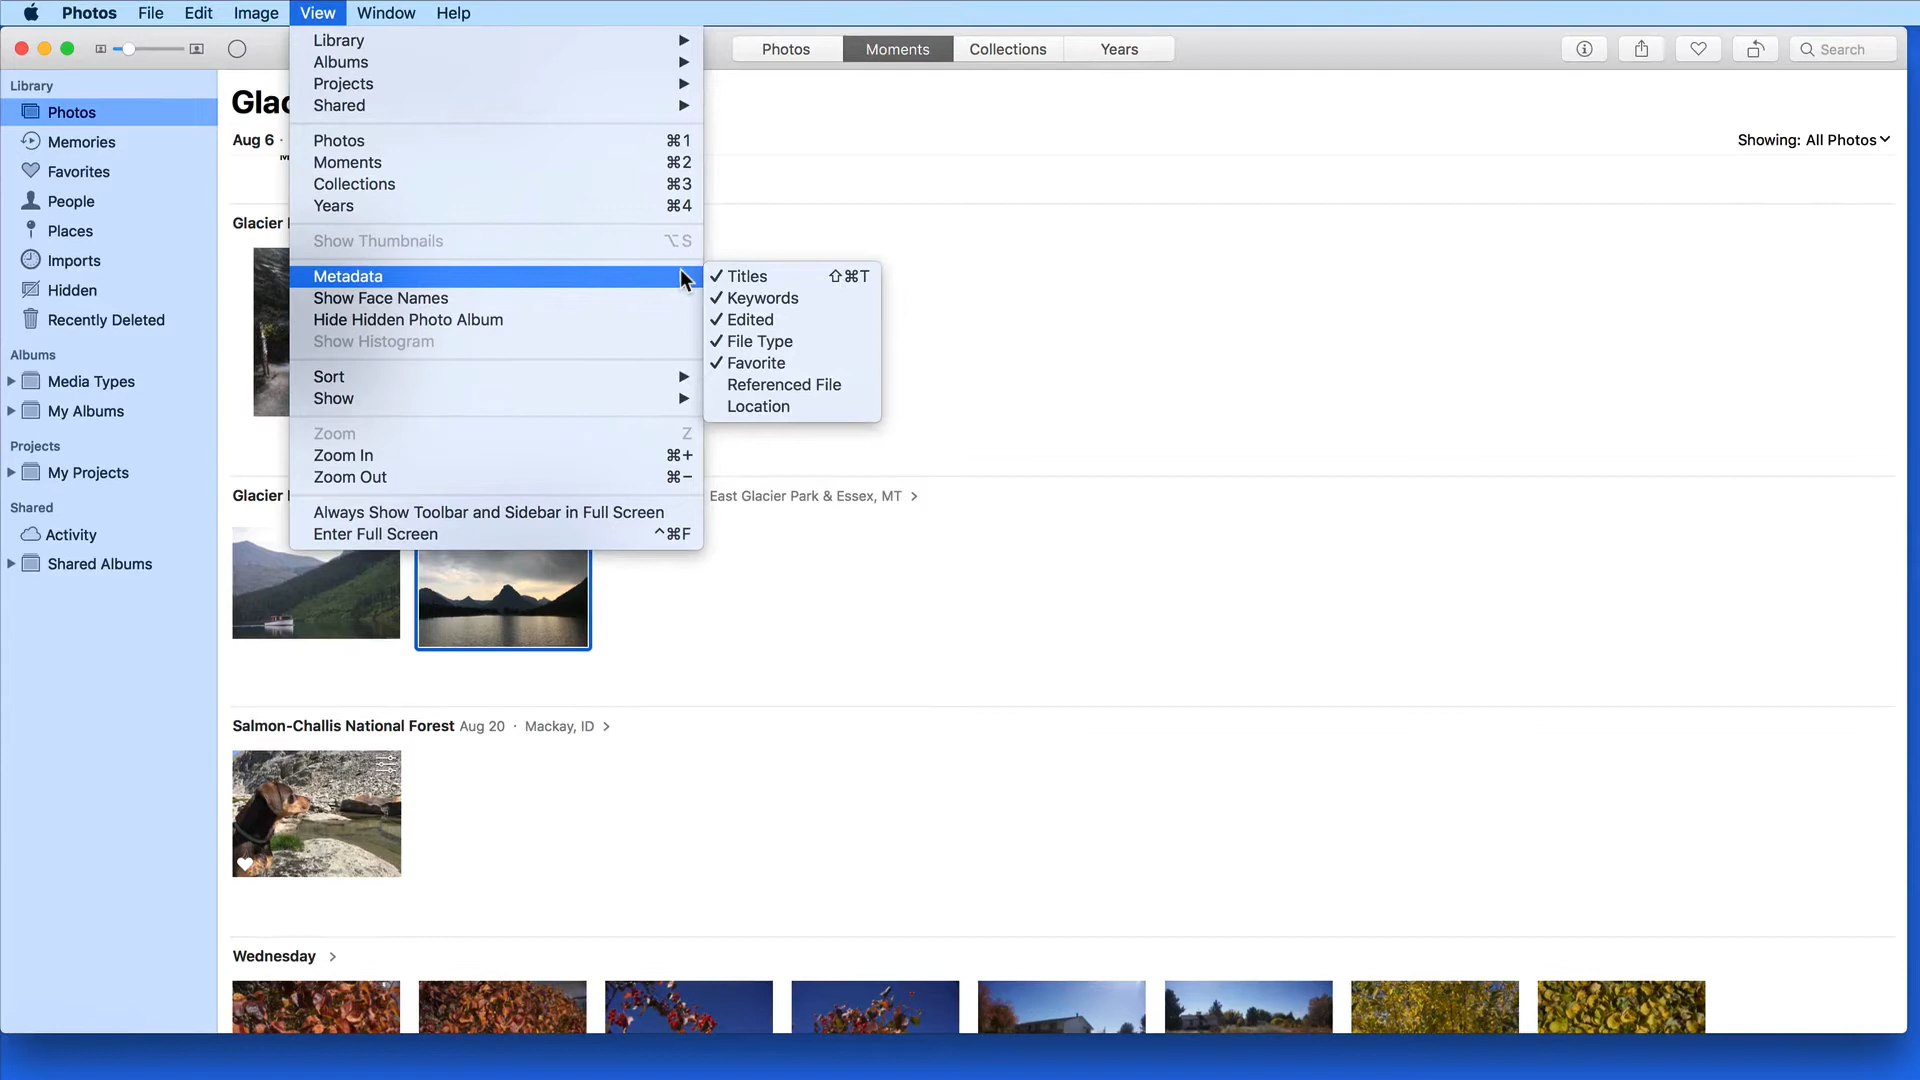 Photos File Edit Image View Window Help
Photos Moments Collections Years
Search
Library
Photos
Memories
Favorites
People
Places
Imports
Hidden
Recently Deleted
Albums
Media Types
My Albums
Projects
My Projects
Shared
Activity
Shared Albums
Library
Albums
Projects
Shared
Photos ⌘1
Moments ⌘2
Collections ⌘3
Years ⌘4
Show Thumbnails ⌥S
Metadata
Show Face Names
Hide Hidden Photo Album
Show Histogram
Sort
Show
Zoom Z
Zoom In ⌘+
Zoom Out ⌘−
Always Show Toolbar and Sidebar in Full Screen
Enter Full Screen ^⌘F
✓ Titles ⇧⌘T
✓ Keywords
✓ Edited
✓ File Type
✓ Favorite
Referenced File
Location
Glac
Aug 6 ·
Showing: All Photos
Glacier
Glacier
East Glacier Park & Essex, MT >
Salmon-Challis National Forest Aug 20 · Mackay, ID >
Wednesday >